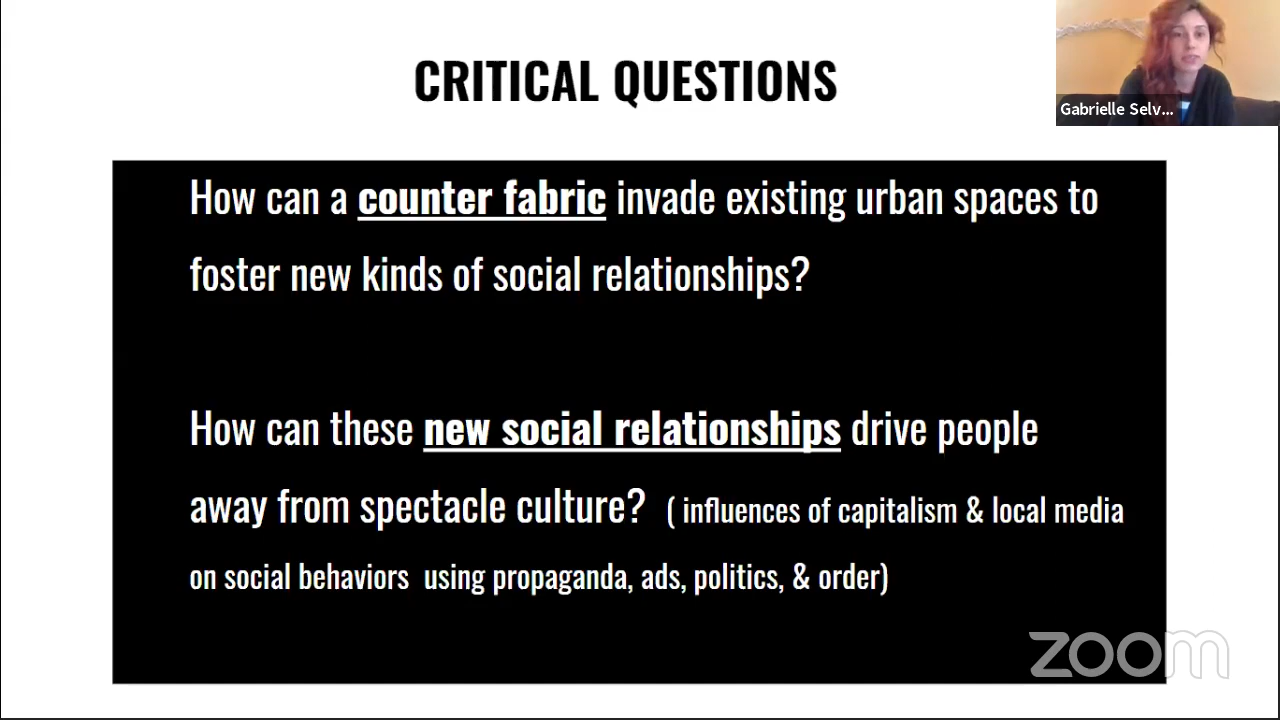 CRITICAL QUESTIONS
Gabrielle Selv...
How can a counter fabric invade existing urban spaces to
foster new kinds of social relationships?
How can these new social relationships drive people
away from spectacle culture? ( influences of capitalism & local media
on social behaviors using propaganda, ads, politics, & order)
zoom